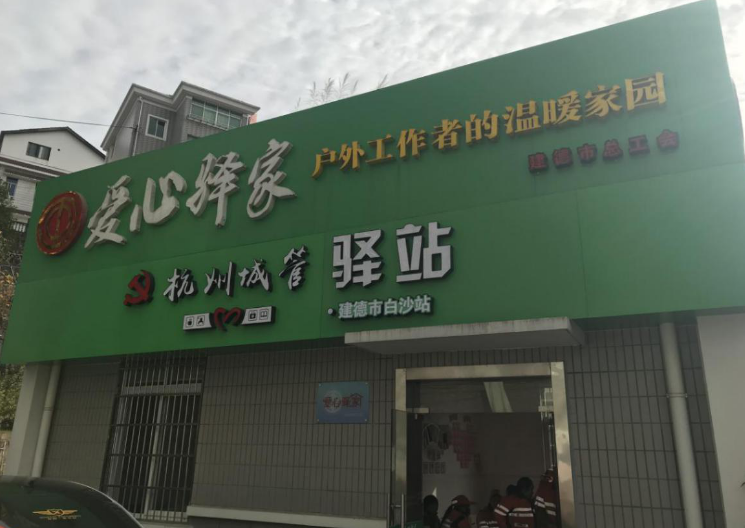 爱心驿家
户外工作者的温暖家园
建德市总工会
杭州城管
驿站
·建德市白沙站
爱心驿家